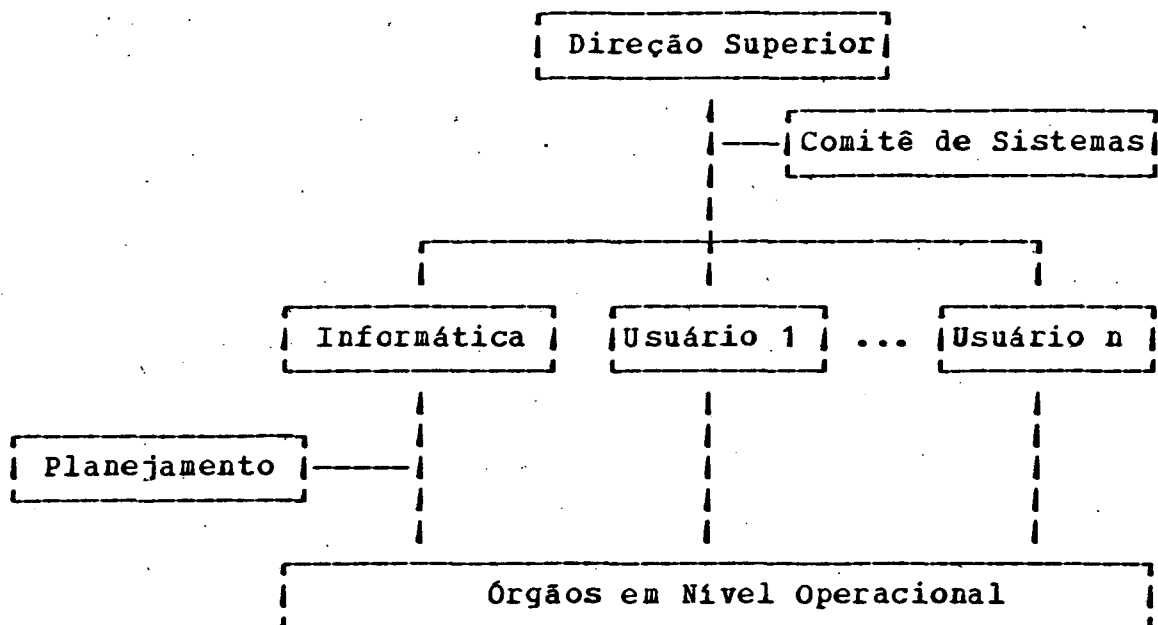 Direção Superior
Comitê de Sistemas
Informática
Usuário 1
...
Usuário n
Planejamento
Órgãos em Nível Operacional